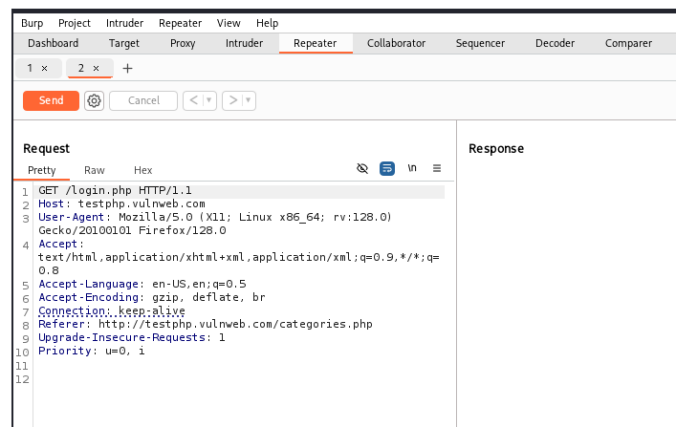 Burp Project Intruder Repeater View Help
Dashboard Target Proxy Intruder Repeater Collaborator Sequencer Decoder Comparer
1 × 2 × +
Send Cancel < > 
Request
Response
Pretty Raw Hex \n
1 GET /login.php HTTP/1.1
2 Host: testphp.vulnweb.com
3 User-Agent: Mozilla/5.0 (X11; Linux x86_64; rv:128.0)
Gecko/20100101 Firefox/128.0
4 Accept:
text/html,application/xhtml+xml,application/xml;q=0.9,*/*;q=
0.8
5 Accept-Language: en-US,en;q=0.5
6 Accept-Encoding: gzip, deflate, br
7 Connection: keep-alive
8 Referer: http://testphp.vulnweb.com/categories.php
9 Upgrade-Insecure-Requests: 1
10 Priority: u=0, i
11
12